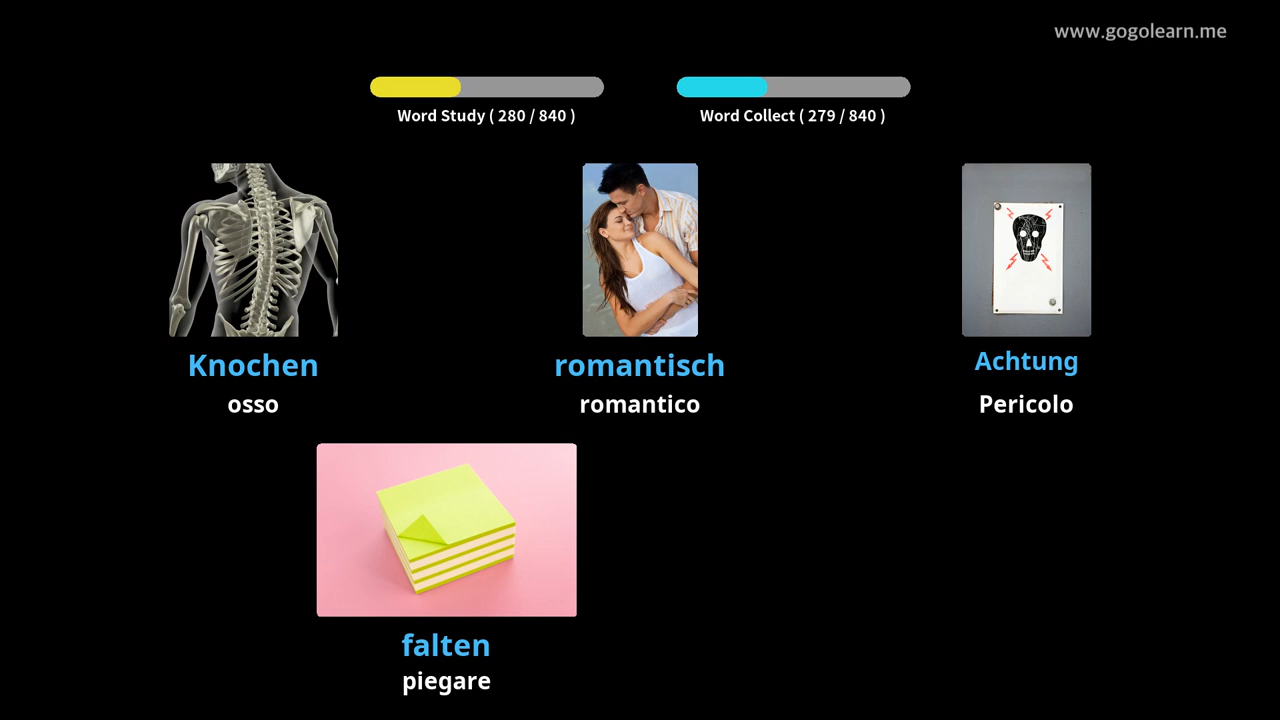 www.gogolearn.me
Word Study ( 280 / 840 )
Word Collect ( 279 / 840 )
Knochen
romantisch
Achtung
osso
romantico
Pericolo
falten
piegare